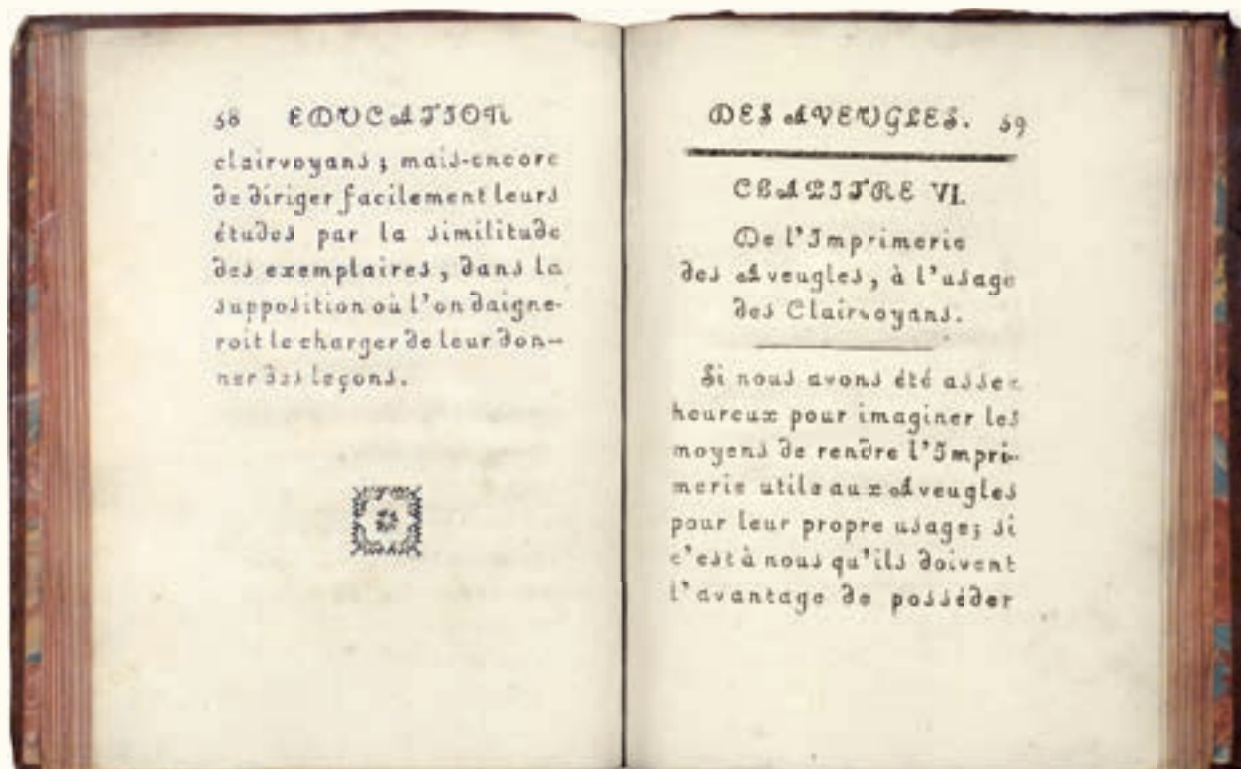 58 EDUCATION
clairvoyans ; mais-encore
de diriger facilement leurs
études par la similitude
des exemplaires, dans la
supposition où l'on daigne-
roit le charger de leur don-
ner des leçons.
DES AVEUGLES. 59
CHAPITRE VI.
De l'Imprimerie
des Aveugles, à l'usage
des Clairvoyans.
Si nous avons été assez
heureux pour imaginer les
moyens de rendre l'Impri-
merie utile aux Aveugles
pour leur propre usage; si
c'est à nous qu'ils doivent
l'avantage de posséder